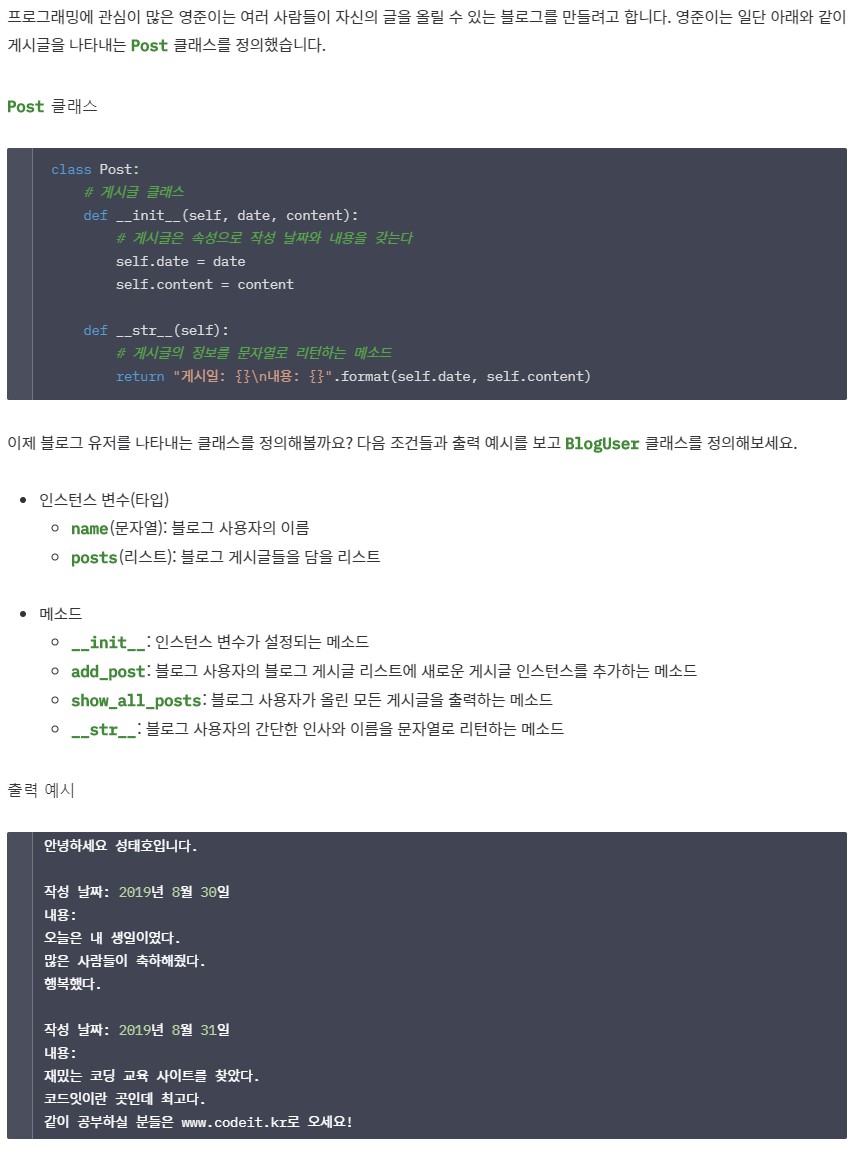 프로그래밍에 관심이 많은 영준이는 여러 사람들이 자신의 글을 올릴 수 있는 블로그를 만들려고 합니다. 영준이는 일단 아래와 같이
게시글을 나타내는 Post 클래스를 정의했습니다.
Post 클래스
class Post:
    # 게시글 클래스
    def __init__(self, date, content):
        # 게시글은 속성으로 작성 날짜와 내용을 갖는다
        self.date = date
        self.content = content

    def __str__(self):
        # 게시글의 정보를 문자열로 리턴하는 메소드
        return "게시일: {}\n내용: {}".format(self.date, self.content)
이제 블로그 유저를 나타내는 클래스를 정의해볼까요? 다음 조건들과 출력 예시를 보고 BlogUser 클래스를 정의해보세요.
• 인스턴스 변수(타입)
◦ name(문자열): 블로그 사용자의 이름
◦ posts(리스트): 블로그 게시글들을 담을 리스트
• 메소드
◦ __init__: 인스턴스 변수가 설정되는 메소드
◦ add_post: 블로그 사용자의 블로그 게시글 리스트에 새로운 게시글 인스턴스를 추가하는 메소드
◦ show_all_posts: 블로그 사용자가 올린 모든 게시글을 출력하는 메소드
◦ __str__: 블로그 사용자의 간단한 인사와 이름을 문자열로 리턴하는 메소드
출력 예시
안녕하세요 성태호입니다.

작성 날짜: 2019년 8월 30일
내용:
오늘은 내 생일이였다.
많은 사람들이 축하해줬다.
행복했다.

작성 날짜: 2019년 8월 31일
내용:
재밌는 코딩 교육 사이트를 찾았다.
코드잇이란 곳인데 최고다.
같이 공부하실 분들은 www.codeit.kr로 오세요!